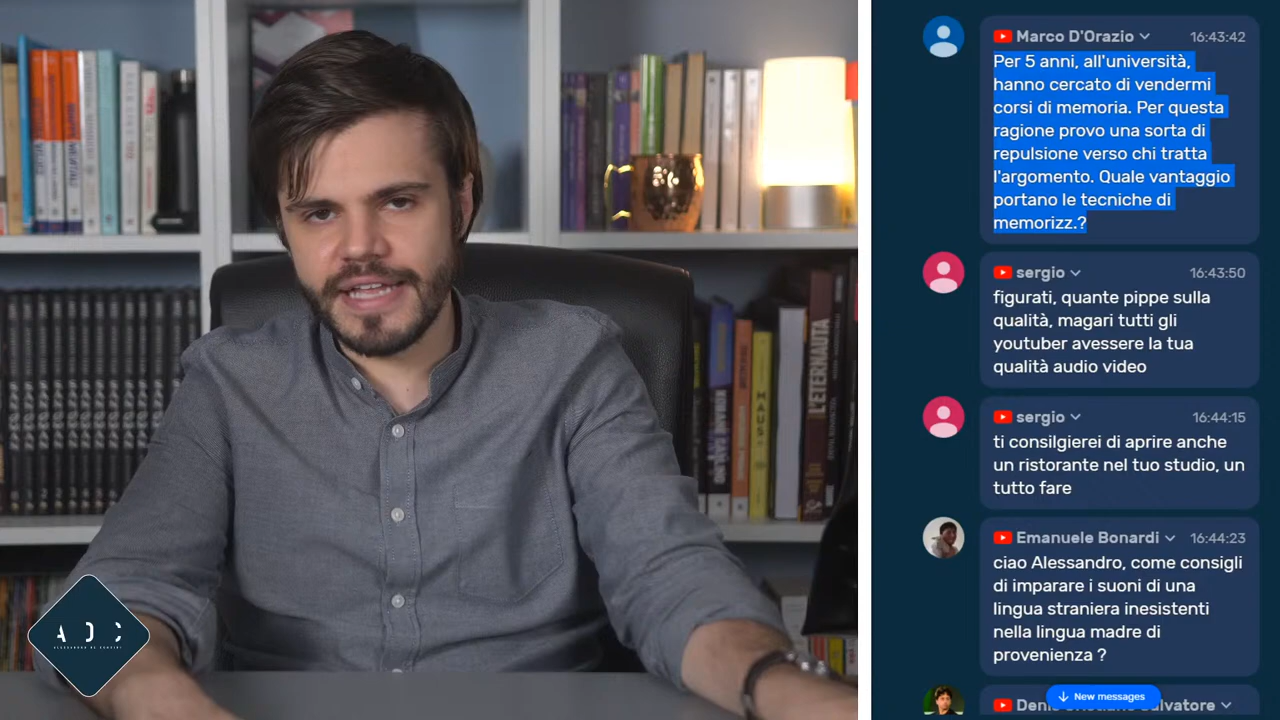 Marco D'Orazio
16:43:42
Per 5 anni, all'università,
hanno cercato di vendermi
corsi di memoria. Per questa
ragione provo una sorta di
repulsione verso chi tratta
l'argomento. Quale vantaggio
portano le tecniche di
memorizz.?
sergio
16:43:50
figurati, quante pippe sulla
qualità, magari tutti gli
youtuber avessere la tua
qualità audio video
sergio
16:44:15
ti consilgierei di aprire anche
un ristorante nel tuo studio, un
tutto fare
Emanuele Bonardi
16:44:23
ciao Alessandro, come consigli
di imparare i suoni di una
lingua straniera inesistenti
nella lingua madre di
provenienza ?
New messages
Salvatore
L'ETERNAUTA
MAUS